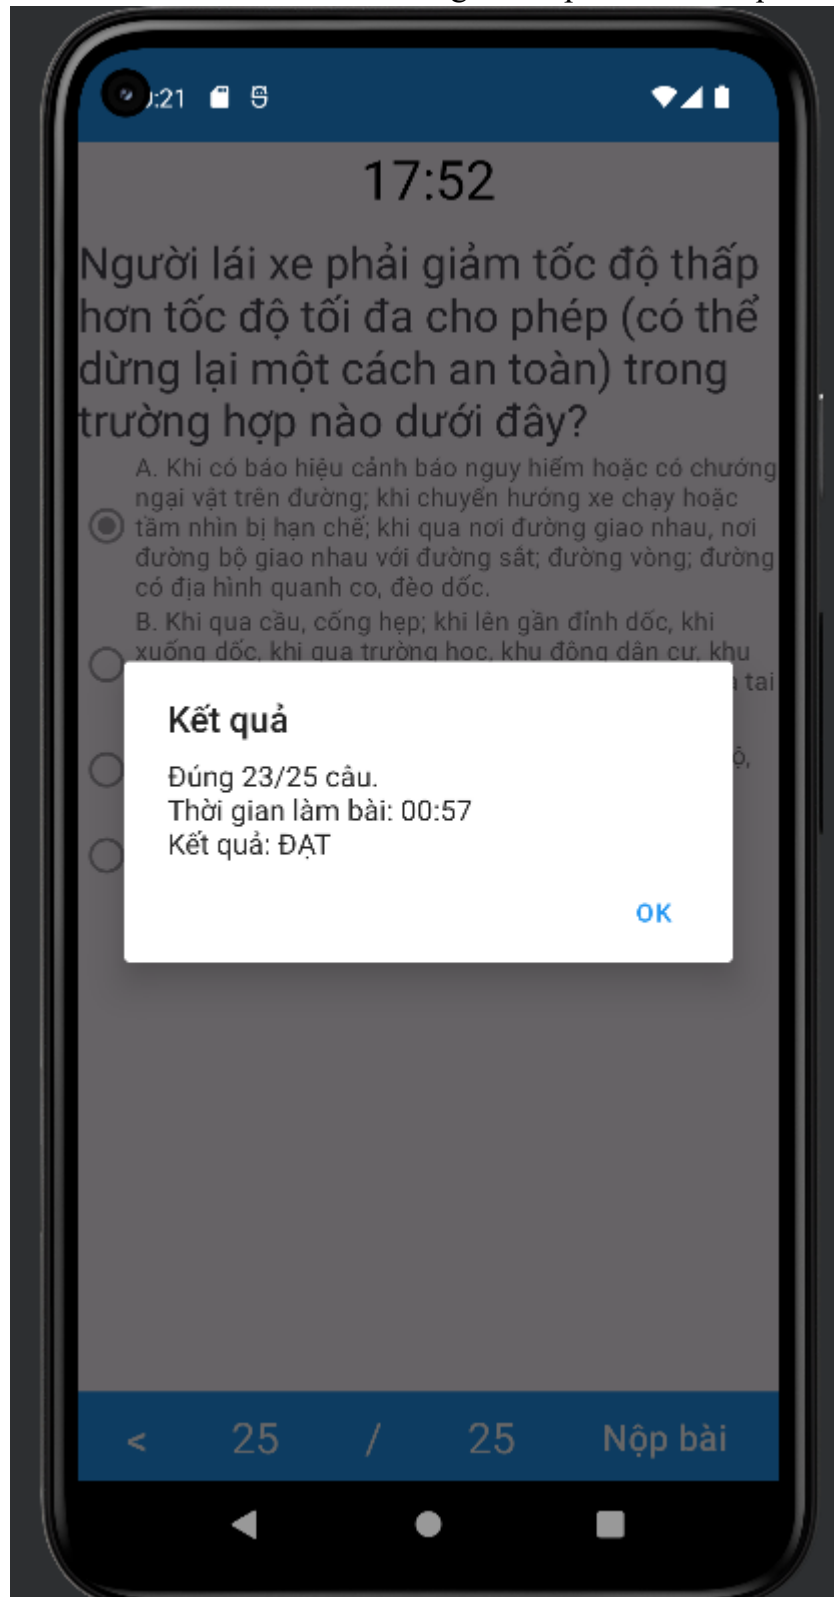 :21
17:52
Người lái xe phải giảm tốc độ thấp
hơn tốc độ tối đa cho phép (có thể
dừng lại một cách an toàn) trong
trường hợp nào dưới đây?
A. Khi có báo hiệu cảnh báo nguy hiểm hoặc có chướng
ngại vật trên đường; khi chuyển hướng xe chạy hoặc
tầm nhìn bị hạn chế; khi qua nơi đường giao nhau, nơi
đường bộ giao nhau với đường sắt; đường vòng; đường
có địa hình quanh co, đèo dốc.
B. Khi qua cầu, cống hẹp; khi lên gần đỉnh dốc, khi
xuống dốc, khi qua trường học, khu đông dân cư, khu
tai
Kết quả
Đúng 23/25 câu.
Thời gian làm bài: 00:57
Kết quả: ĐẠT
OK
< 25 / 25 Nộp bài